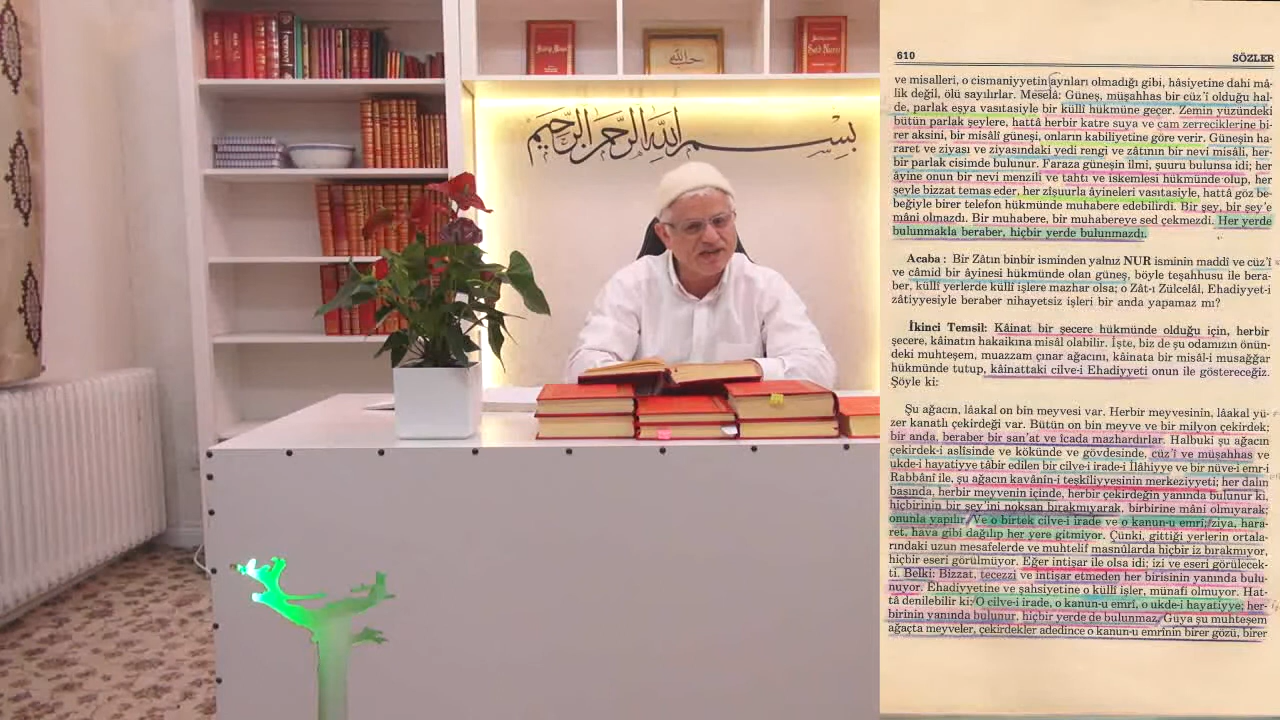 بِسْمِ اللَّهِ الرَّحْمَنِ الرَّحِيمِ
610 SÖZLER
ve misalleri, o cismaniyyetin aynları olmadığı gibi, hâsiyetine dahi mâ-
lik değil, ölü sayılırlar. Meselâ: Güneş, müşahhas bir cüz'î olduğu hal-
de, parlak eşya vasıtasiyle bir küllî hükmüne geçer. Zemin yüzündeki
bütün parlak şeylere, hattâ herbir katre suya ve cam zerreciklerine bi-
rer aksini, bir misâlî güneşi, onların kabiliyetine göre verir. Güneşin ha-
raret ve ziyası ve ziyasındaki yedi rengi ve zâtının bir nevi misâli, her-
bir parlak cisimde bulunur. Faraza güneşin ilmi, şuuru bulunsa idi; her
âyine onun bir nevi menzili ve tahtı ve iskemlesi hükmünde olup, her
şeyle bizzat temas eder, her zîşuurla âyineleri vasıtasiyle, hattâ göz be-
beğiyle birer telefon hükmünde muhabere edebilirdi. Bir şey, bir şey'e
mâni olmazdı. Bir muhabere, bir muhabereye sed çekmezdi. Her yerde
bulunmakla beraber, hiçbir yerde bulunmazdı.
Acaba: Bir Zâtın binbir isminden yalnız NUR isminin maddî ve cüz'î
ve câmid bir âyinesi hükmünde olan güneş, böyle teşahhusu ile bera-
ber, küllî yerlerde küllî işlere mazhar olsa; o Zât-ı Zülcelâl, Ehadiyyet-i
zâtiyyesiyle beraber nihayetsiz işleri bir anda yapamaz mı?
İkinci Temsil: Kâinat bir şecere hükmünde olduğu için, herbir
şecere, kâinatın hakaikına misâl olabilir. İşte, biz de şu odamızın önün-
deki muhteşem, muazzam çınar ağacını, kâinata bir misâl-i musağğar
hükmünde tutup, kâinattaki cilve-i Ehadiyyeti onun ile göstereceğiz.
Şöyle ki:
Şu ağacın, lâakal on bin meyvesi var. Herbir meyvesinin, lâakal yü-
zer kanatlı çekirdeği var. Bütün on bin meyve ve bir milyon çekirdek;
bir anda, beraber bir san'at ve îcada mazhardırlar. Halbuki şu ağacın
çekirdek-i aslîsinde ve kökünde ve gövdesinde, cüz'î ve müşahhas ve
ukde-i hayatiyye tâbir edilen bir cilve-i irade-i İlâhiyye ve bir nüve-i emr-i
Rabbânî ile, şu ağacın kavânîn-i teşkîliyyesinin merkeziyyeti; her dalın
başında, herbir meyvenin içinde, herbir çekirdeğin yanında bulunur ki,
hiçbirinin bir şey'ini noksan bırakmıyarak, birbirine mâni olmıyarak;
onunla yapılır. Ve o birtek cilve-i irade ve o kanun-u emrî; ziya, hara-
ret, hava gibi dağılıp her yere gitmiyor. Çünki, gittiği yerlerin ortala-
rındaki uzun mesafelerde ve muhtelif masnûlarda hiçbir iz bırakmıyor,
hiçbir eseri görülmüyor. Eğer intişar ile olsa idi; izi ve eseri görülecek-
ti. Belki: Bizzat, tecezzi ve intişar etmeden her birisinin yanında bulu-
nuyor. Ehadiyyetine ve şahsiyetine o küllî işler, münafi olmuyor. Hat-
tâ denilebilir ki: O cilve-i irade, o kanun-u emrî, o ukde-i hayatiyye; her-
birinin yanında bulunur, hiçbir yerde de bulunmaz. Güya şu muhteşem
ağaçta meyveler, çekirdekler adedince o kanun-u emrînin birer gözü, birer